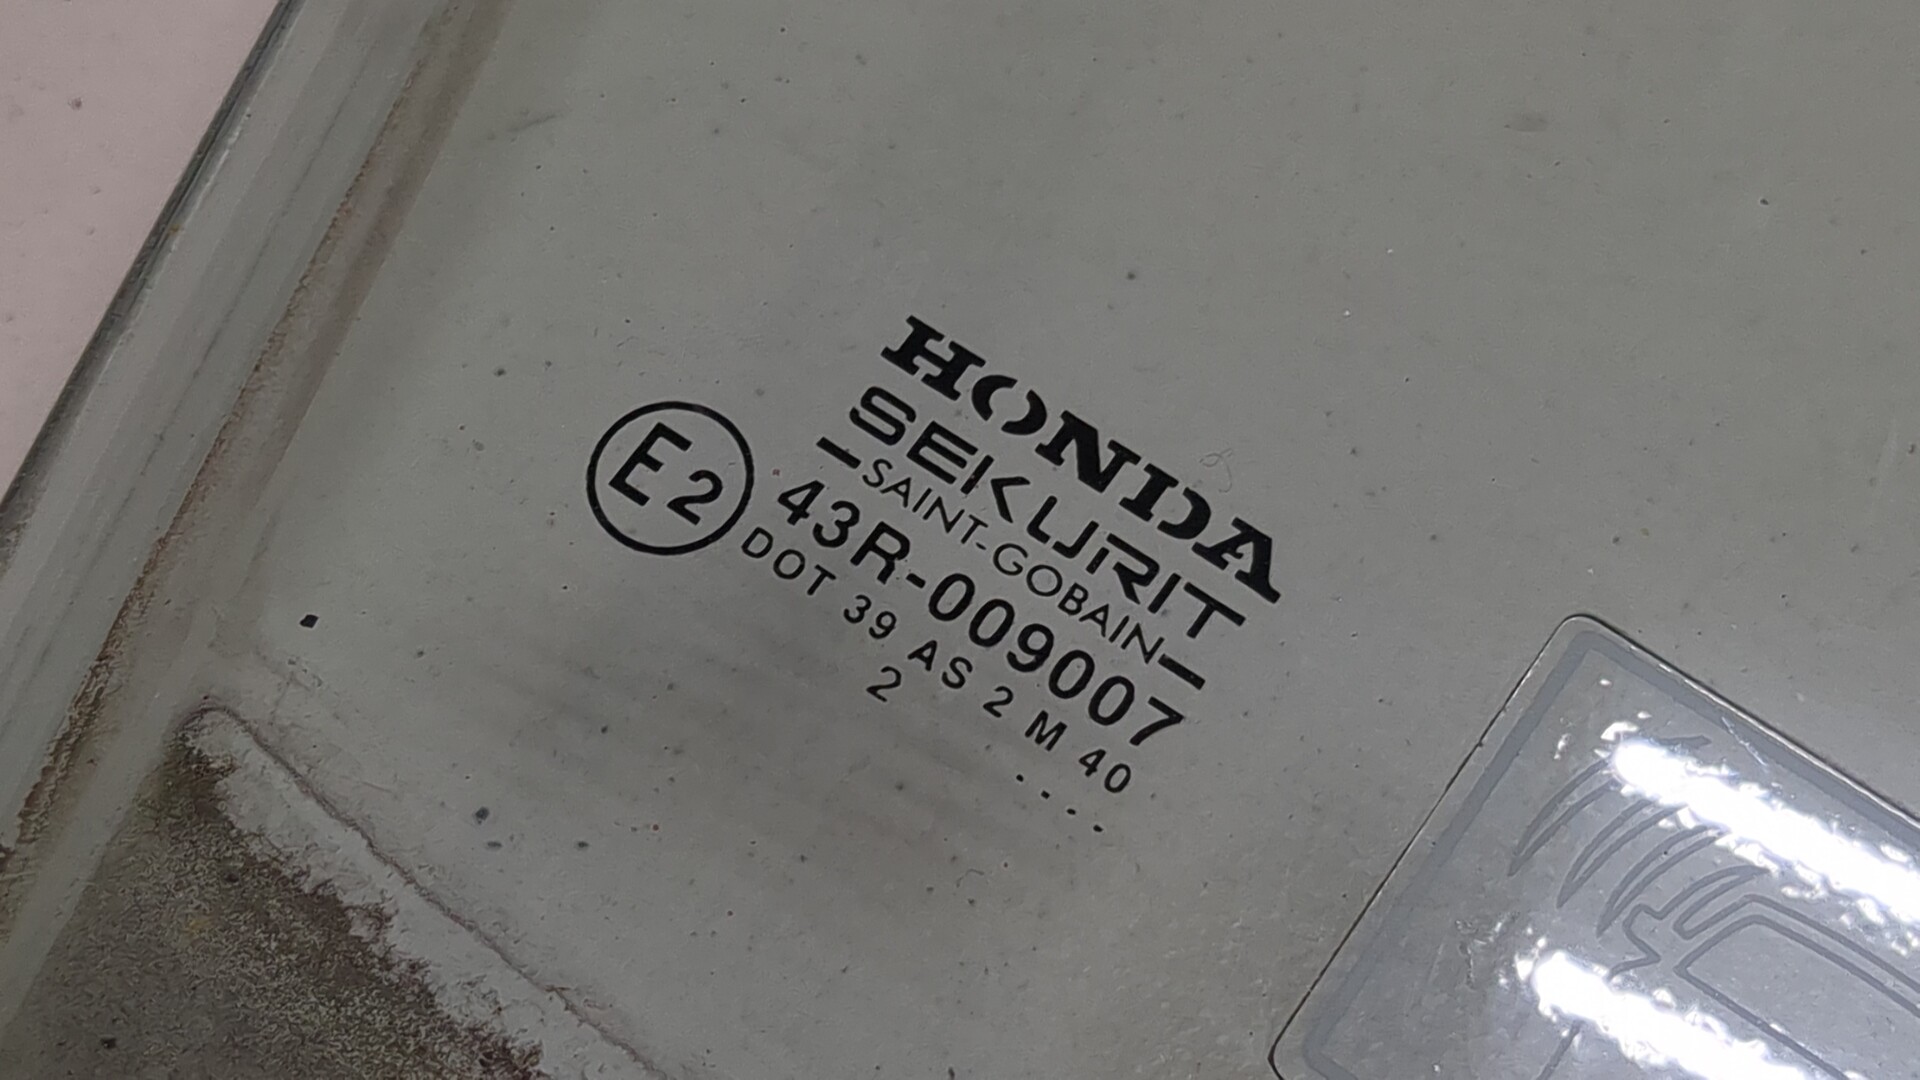 HONDA
SEKURIT
SAINT-GOBAIN
E2
43R-009007
DOT 39 AS 2 M 40
2
....